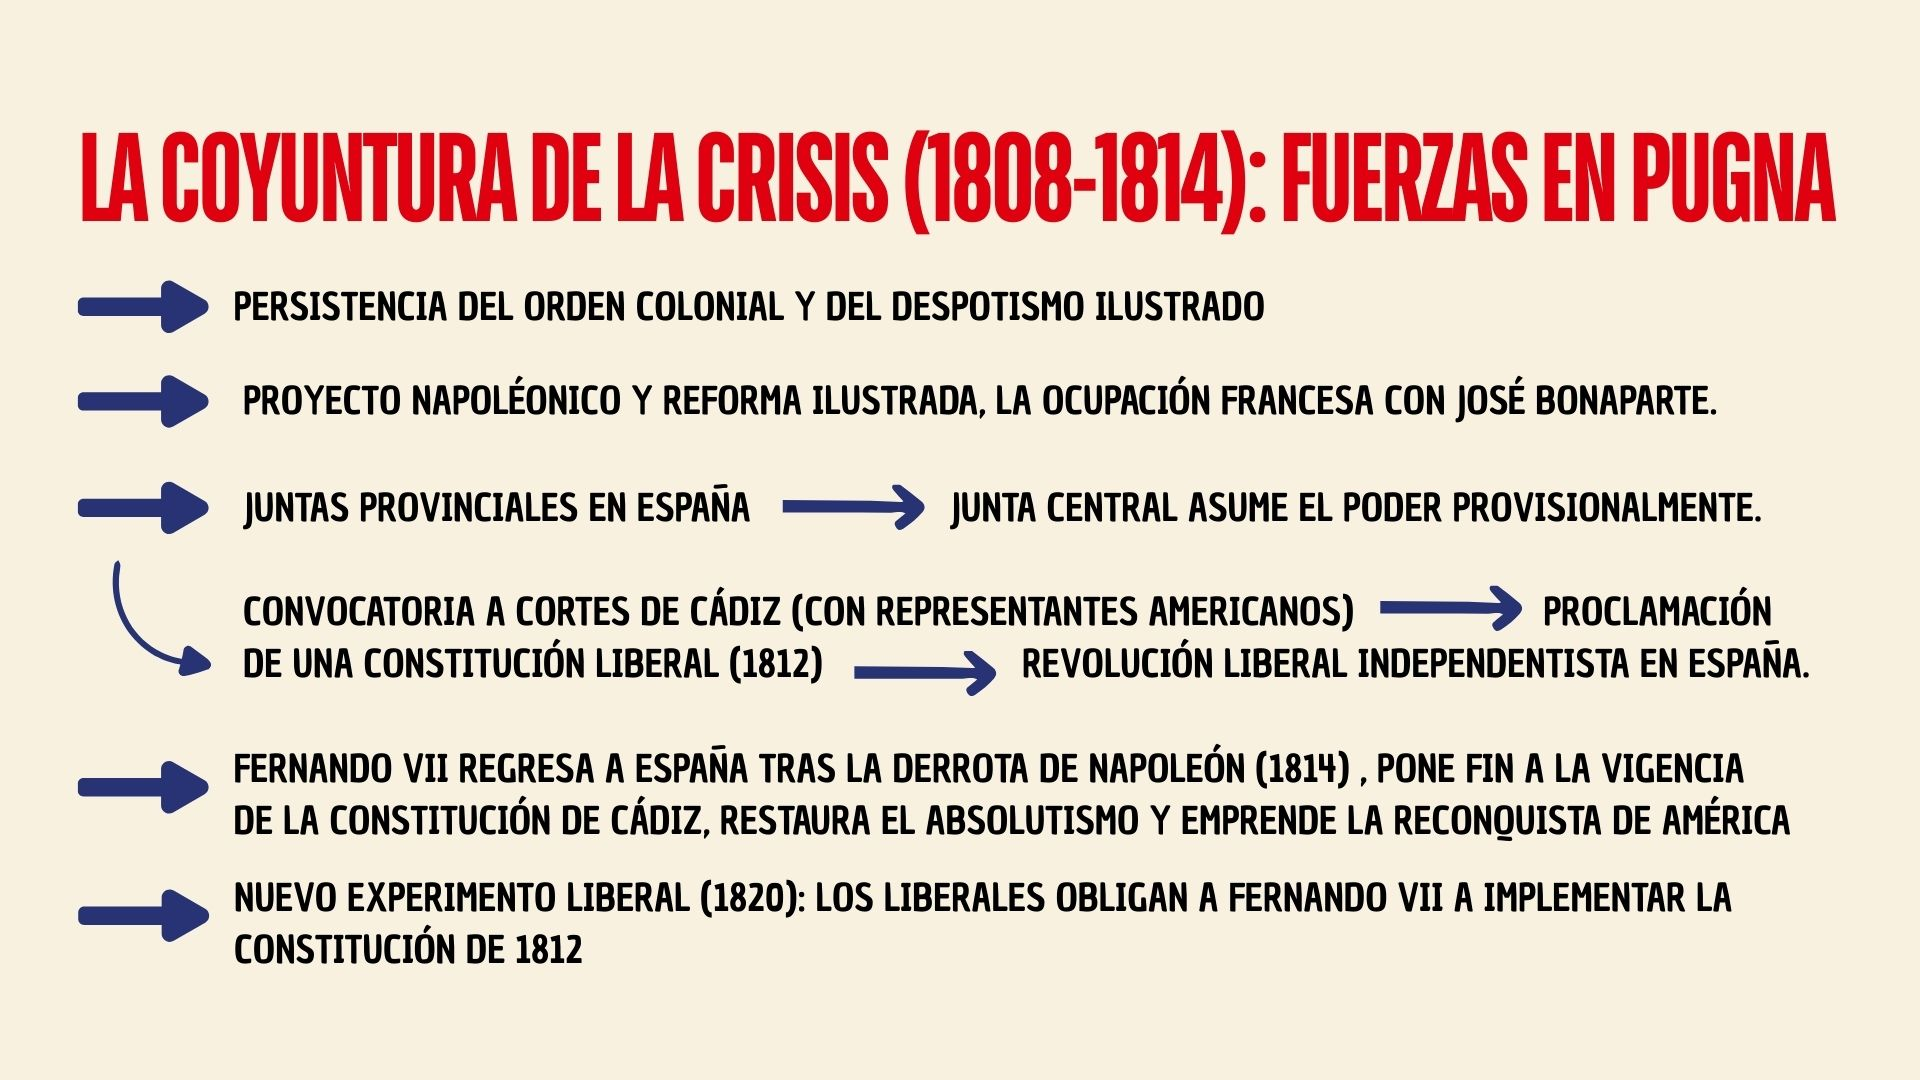 LA COYUNTURA DE LA CRISIS (1808-1814): FUERZAS EN PUGNA
PERSISTENCIA DEL ORDEN COLONIAL Y DEL DESPOTISMO ILUSTRADO
PROYECTO NAPOLÉONICO Y REFORMA ILUSTRADA, LA OCUPACIÓN FRANCESA CON JOSÉ BONAPARTE.
JUNTAS PROVINCIALES EN ESPAÑA JUNTA CENTRAL ASUME EL PODER PROVISIONALMENTE.
CONVOCATORIA A CORTES DE CÁDIZ (CON REPRESENTANTES AMERICANOS) PROCLAMACIÓN
DE UNA CONSTITUCIÓN LIBERAL (1812) REVOLUCIÓN LIBERAL INDEPENDENTISTA EN ESPAÑA.
FERNANDO VII REGRESA A ESPAÑA TRAS LA DERROTA DE NAPOLEÓN (1814) , PONE FIN A LA VIGENCIA
DE LA CONSTITUCIÓN DE CÁDIZ, RESTAURA EL ABSOLUTISMO Y EMPRENDE LA RECONQUISTA DE AMÉRICA
NUEVO EXPERIMENTO LIBERAL (1820): LOS LIBERALES OBLIGAN A FERNANDO VII A IMPLEMENTAR LA
CONSTITUCIÓN DE 1812